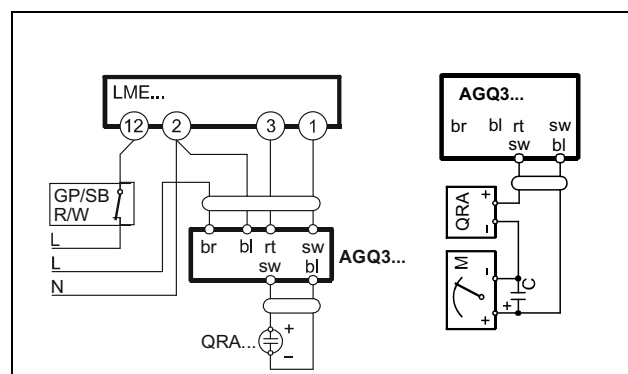 LME...
12 2 3 1
GP/SB
R/W
L
L
N
br bl rt sw
sw bl
AGQ3...
QRA...
+
–
AGQ3...
br bl rt sw
sw bl
QRA
+
-
M
-
+
+
C